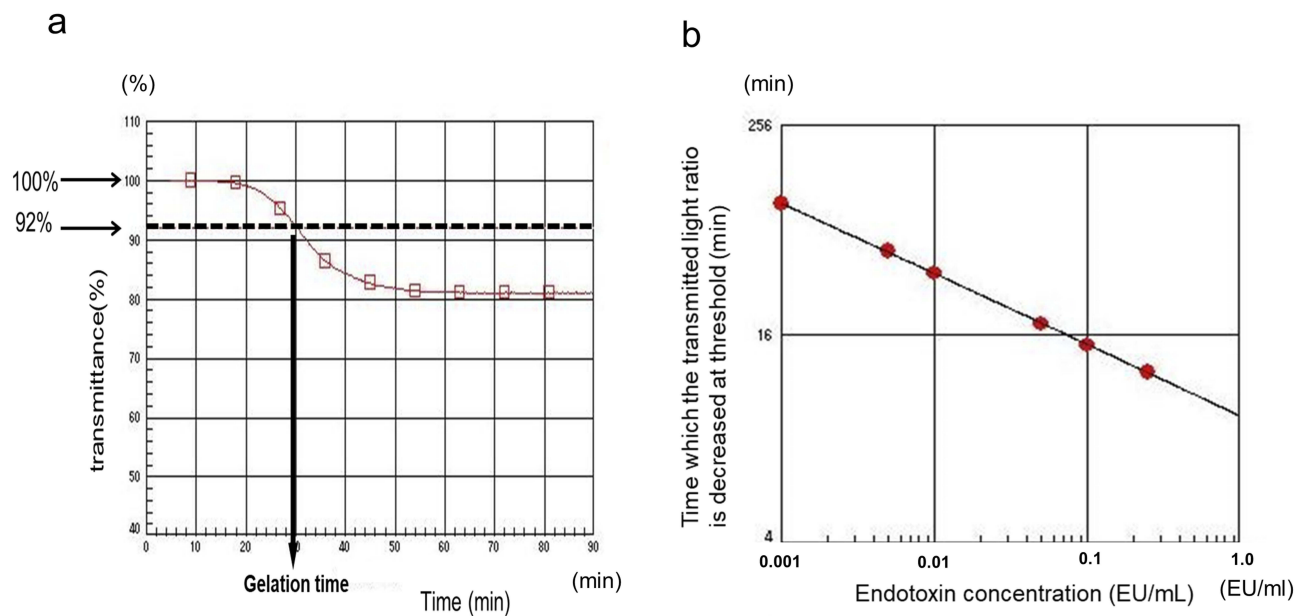 a
(%)
110
100
90
80
70
60
50
40
100%
92%
transmittance(%)
0 10 20 30 40 50 60 70 80 90
Gelation time
Time (min)
(min)
b
(min)
256
16
4
Time which the transmitted light ratio
is decreased at threshold (min)
0.001 0.01 0.1 1.0
Endotoxin concentration (EU/mL)
(EU/ml)